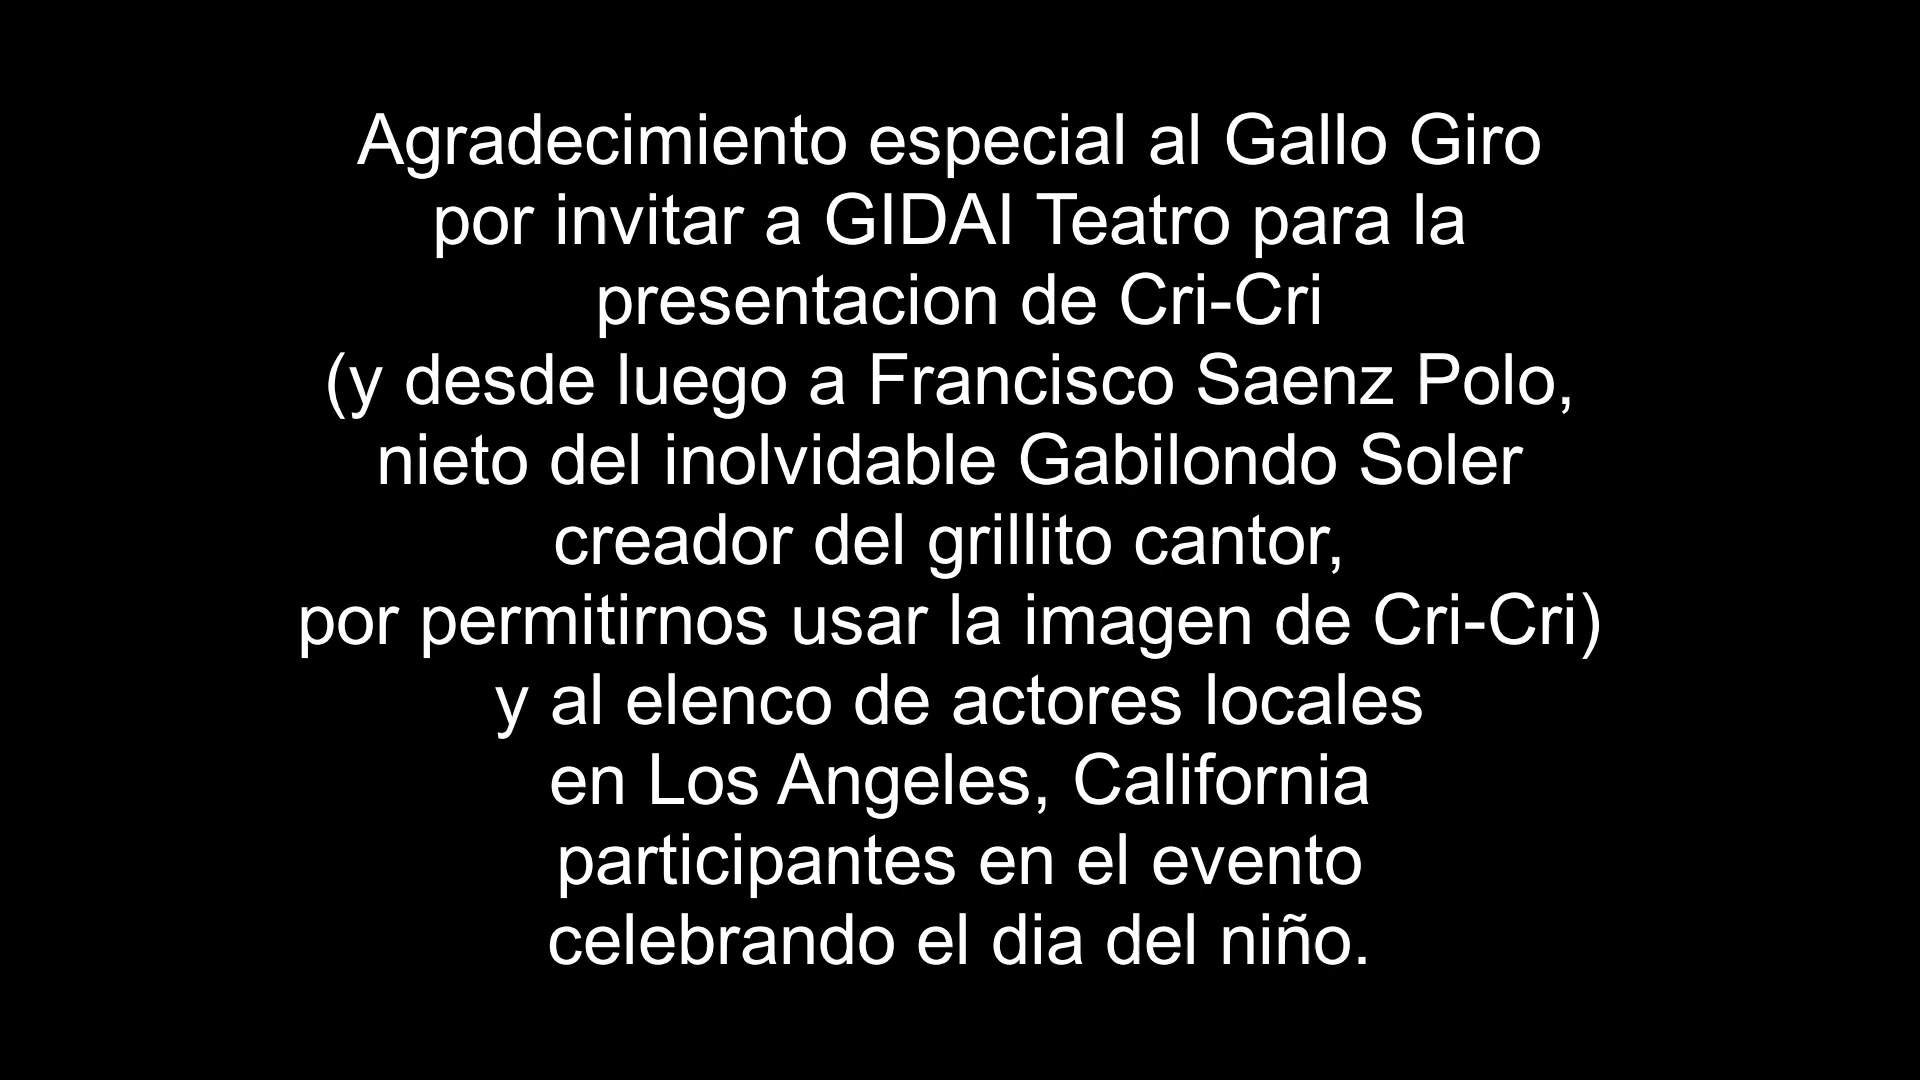 Agradecimiento especial al Gallo Giro
por invitar a GIDAI Teatro para la
presentacion de Cri-Cri
(y desde luego a Francisco Saenz Polo,
nieto del inolvidable Gabilondo Soler
creador del grillito cantor,
por permitirnos usar la imagen de Cri-Cri)
y al elenco de actores locales
en Los Angeles, California
participantes en el evento
celebrando el dia del niño.